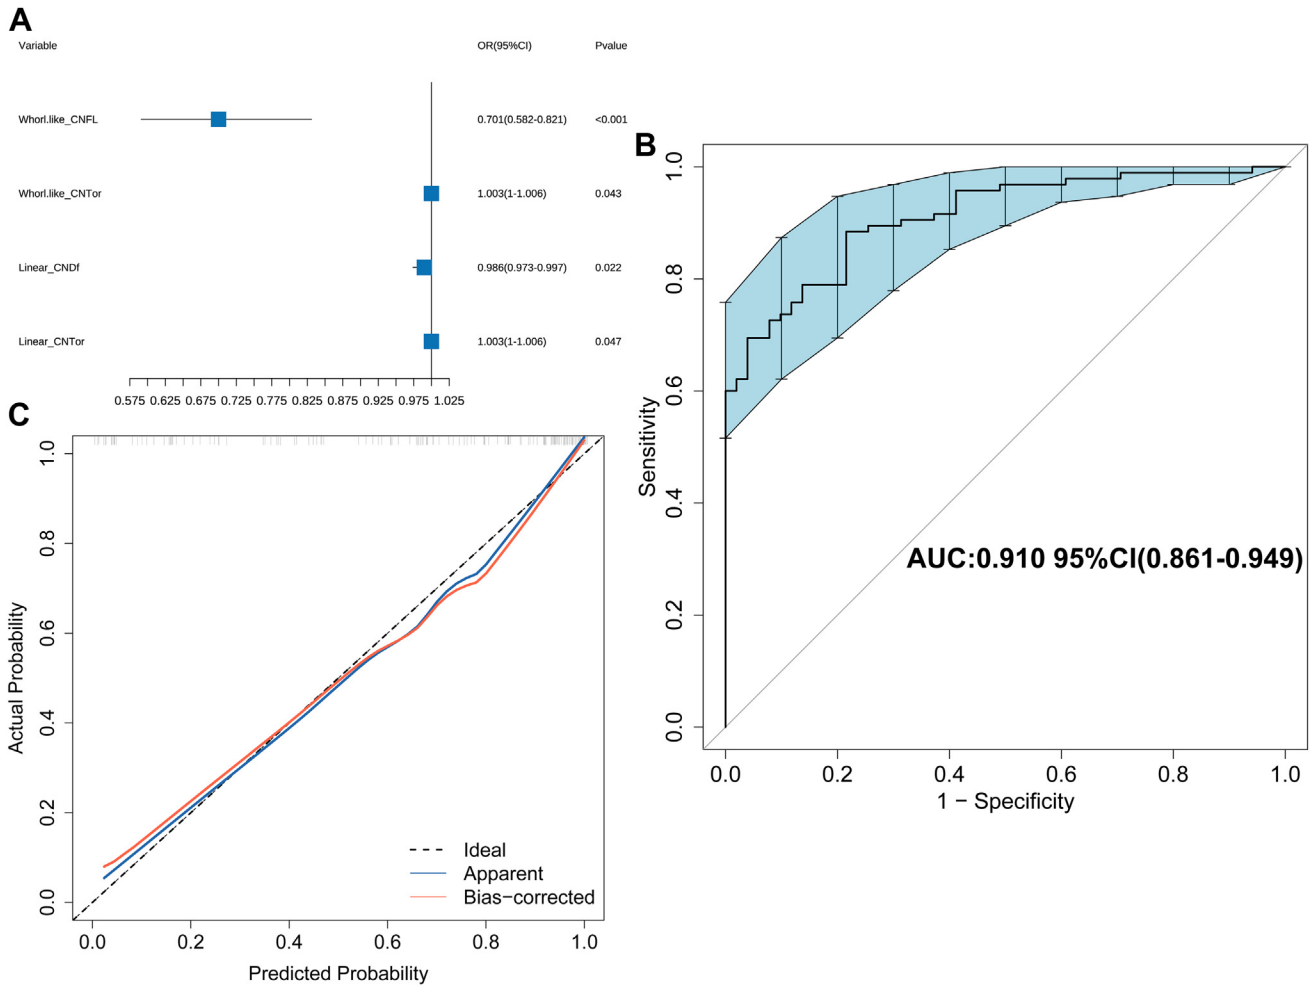 A
Variable OR(95%CI) Pvalue
Whorl.like_CNFL 0.701(0.582-0.821) <0.001
Whorl.like_CNTor 1.003(1-1.006) 0.043
Linear_CNDf 0.986(0.973-0.997) 0.022
Linear_CNTor 1.003(1-1.006) 0.047
0.575 0.625 0.675 0.725 0.775 0.825 0.875 0.925 0.975 1.025
B
1.0
0.8
0.6
0.4
0.2
0.0
Sensitivity
AUC:0.910 95%CI(0.861-0.949)
0.0 0.2 0.4 0.6 0.8 1.0
1 − Specificity
C
1.0
0.8
0.6
0.4
0.2
0.0
Actual Probability
Ideal
Apparent
Bias−corrected
0.0 0.2 0.4 0.6 0.8 1.0
Predicted Probability